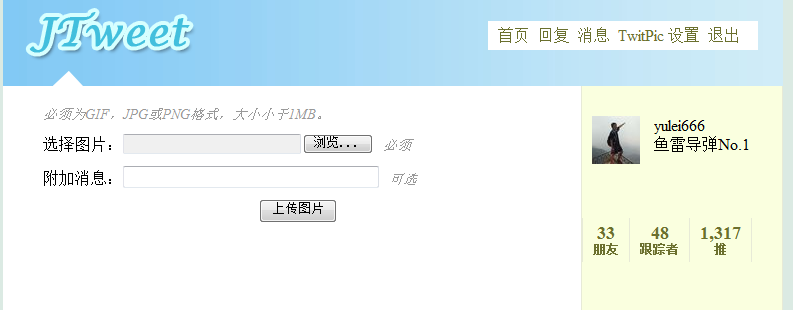 JTweet
首页 回复 消息 TwitPic 设置 退出
必须为GIF，JPG或PNG格式，大小小于1MB。
选择图片： 浏览... 必须
附加消息： 可选
上传图片
yulei666
鱼雷导弹No.1
33 48 1,317
朋友 跟踪者 推